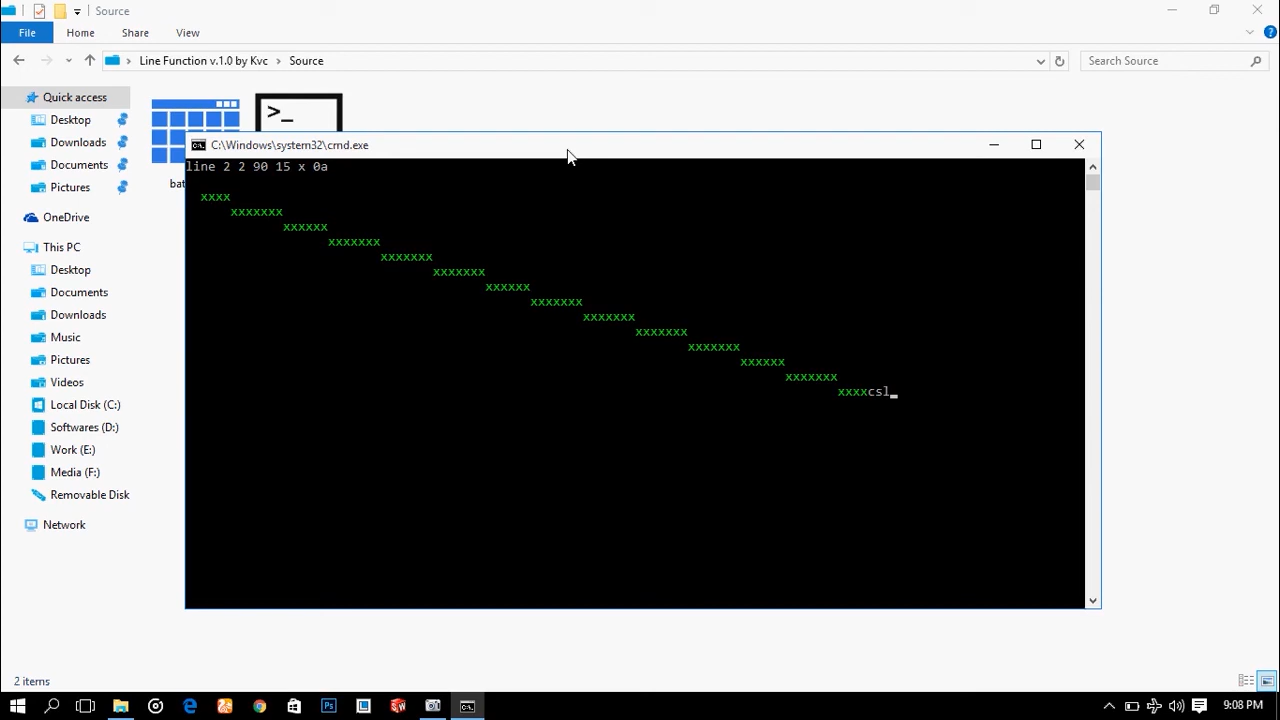 Source
File Home Share View
Line Function v.1.0 by Kvc Source
Search Source
Quick access
Desktop
Downloads
Documents
Pictures
OneDrive
This PC
Desktop
Documents
Downloads
Music
Pictures
Videos
Local Disk (C:)
Softwares (D:)
Work (E:)
Media (F:)
Removable Disk
Network
bat
C:\Windows\system32\cmd.exe
line 2 2 90 15 x 0a
xxxx
xxxxxxx
xxxxxx
xxxxxxx
xxxxxxx
xxxxxxx
xxxxxx
xxxxxxx
xxxxxxx
xxxxxxx
xxxxxxx
xxxxxx
xxxxxxx
xxxxcsl
2 items
9:08 PM